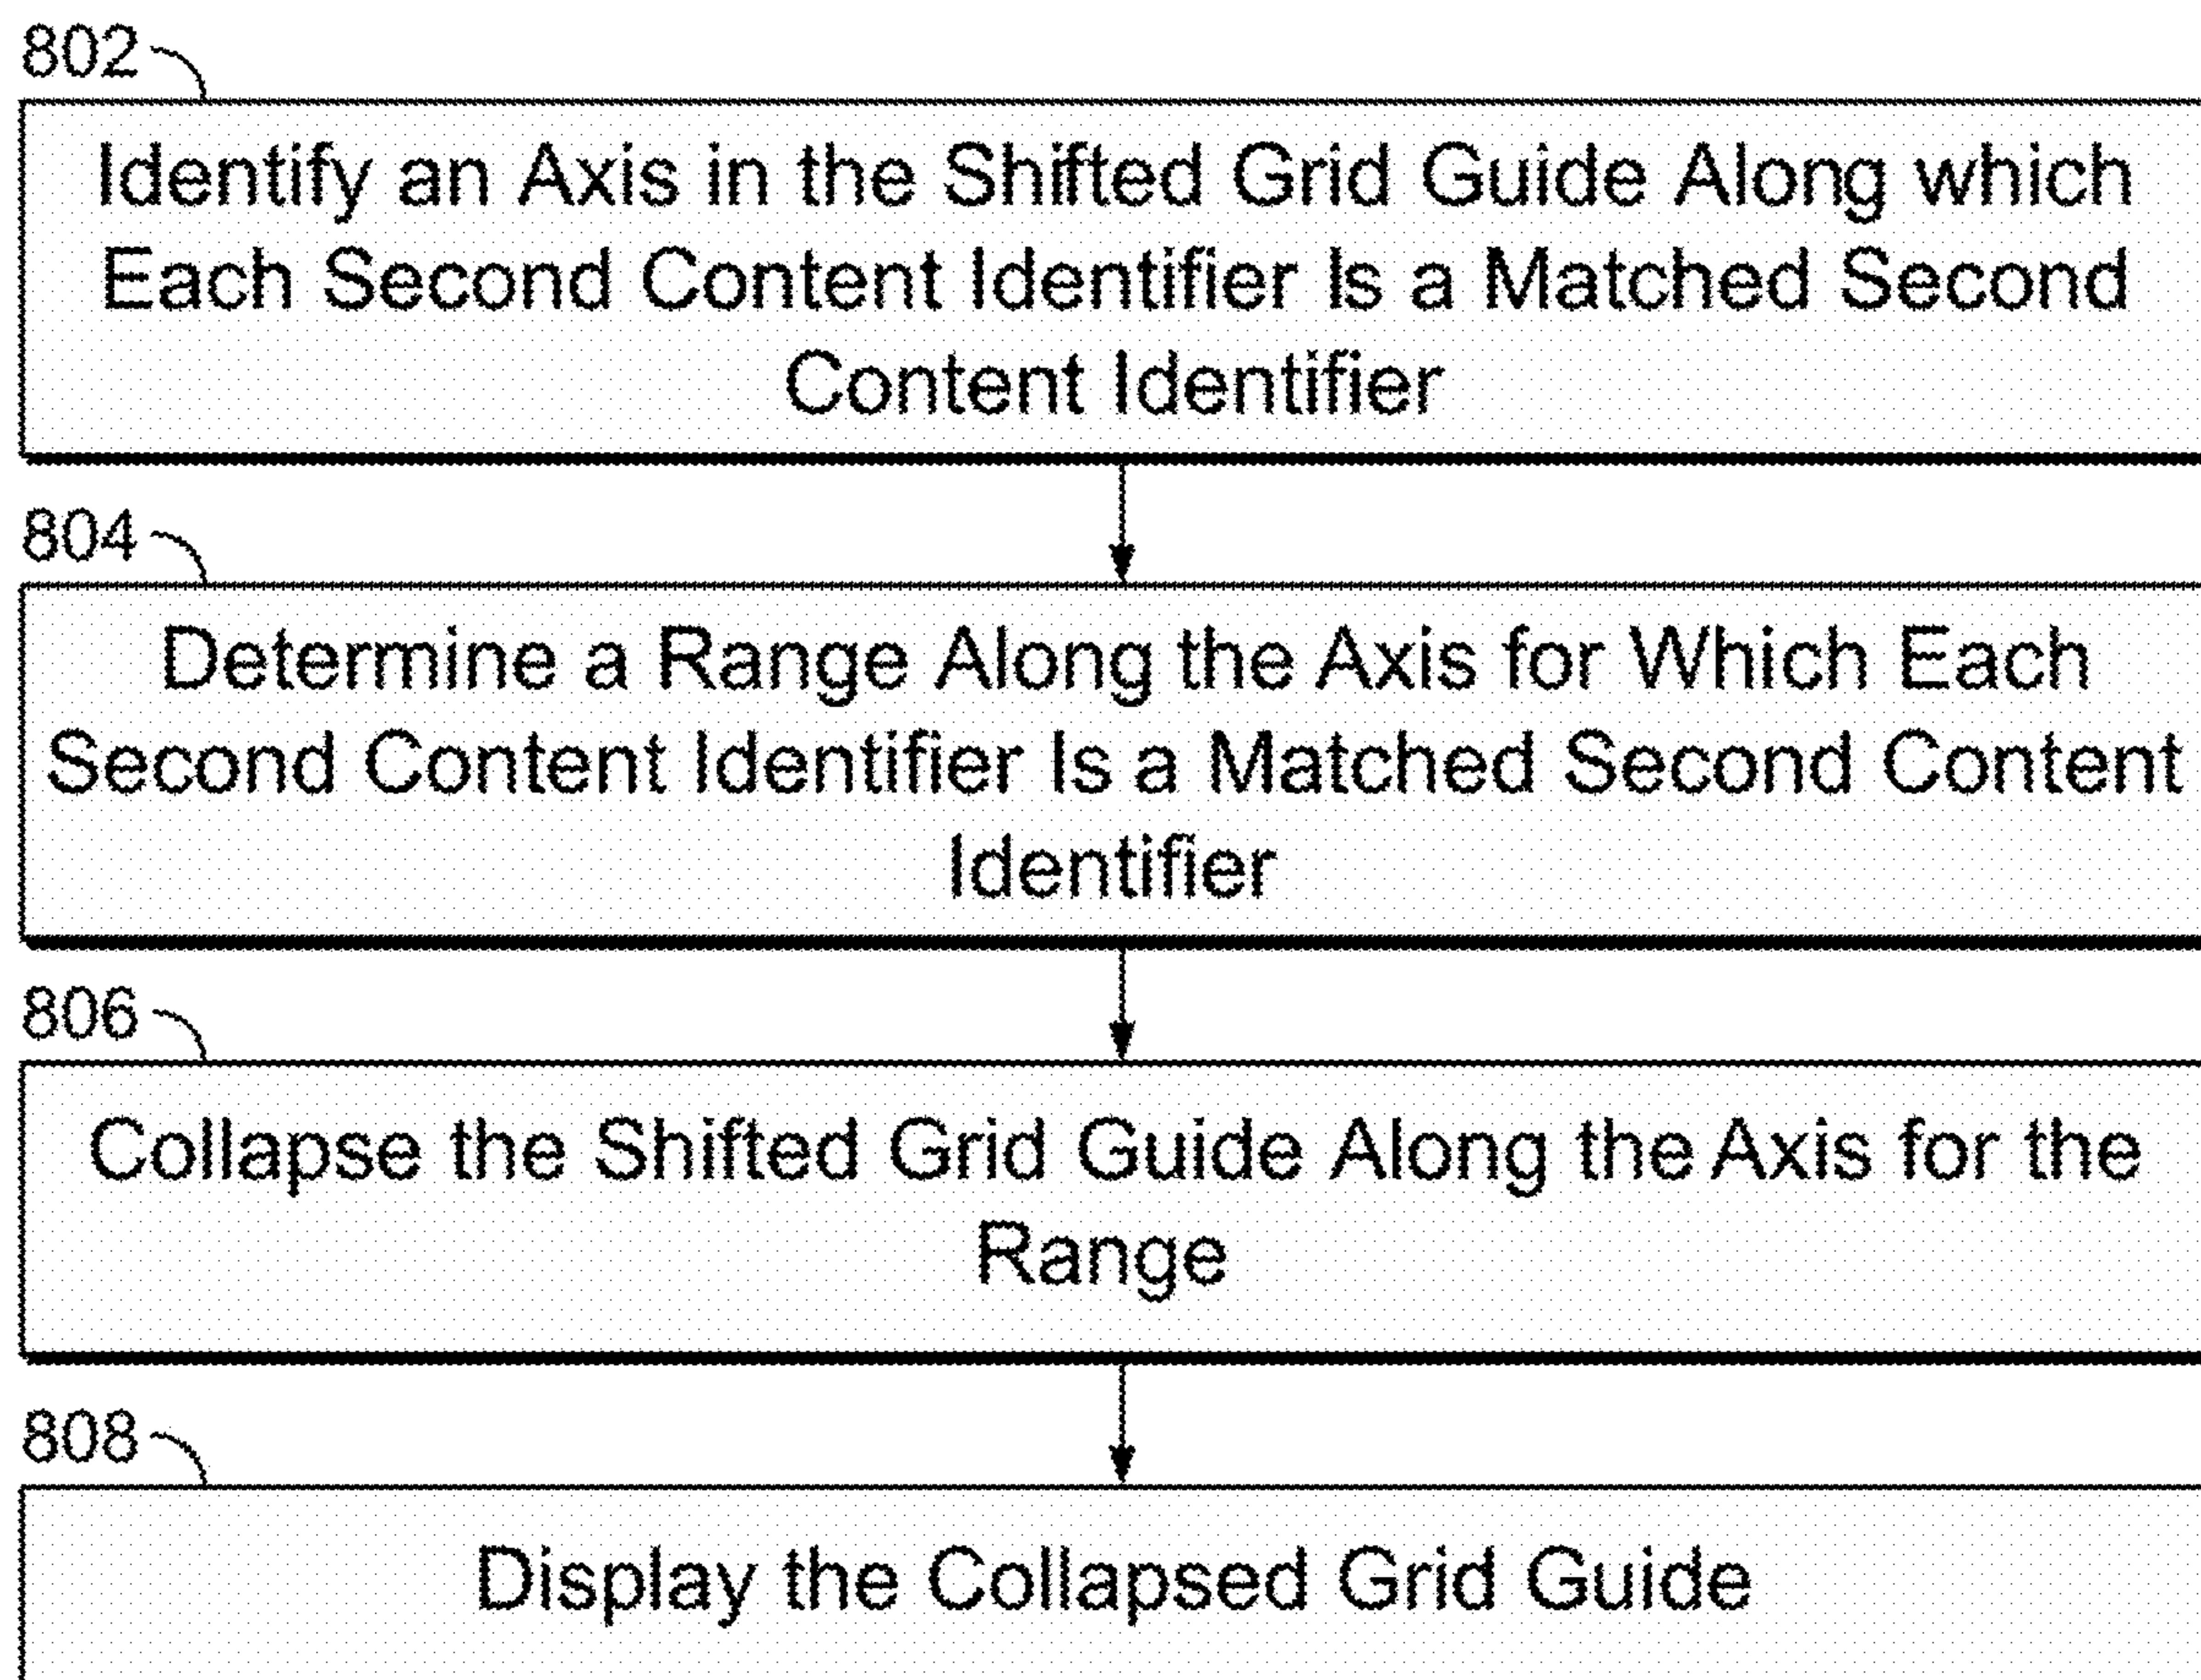 802
Identify an Axis in the Shifted Grid Guide Along which
Each Second Content Identifier Is a Matched Second
Content Identifier
804
Determine a Range Along the Axis for Which Each
Second Content Identifier Is a Matched Second Content
Identifier
806
Collapse the Shifted Grid Guide Along the Axis for the
Range
808
Display the Collapsed Grid Guide